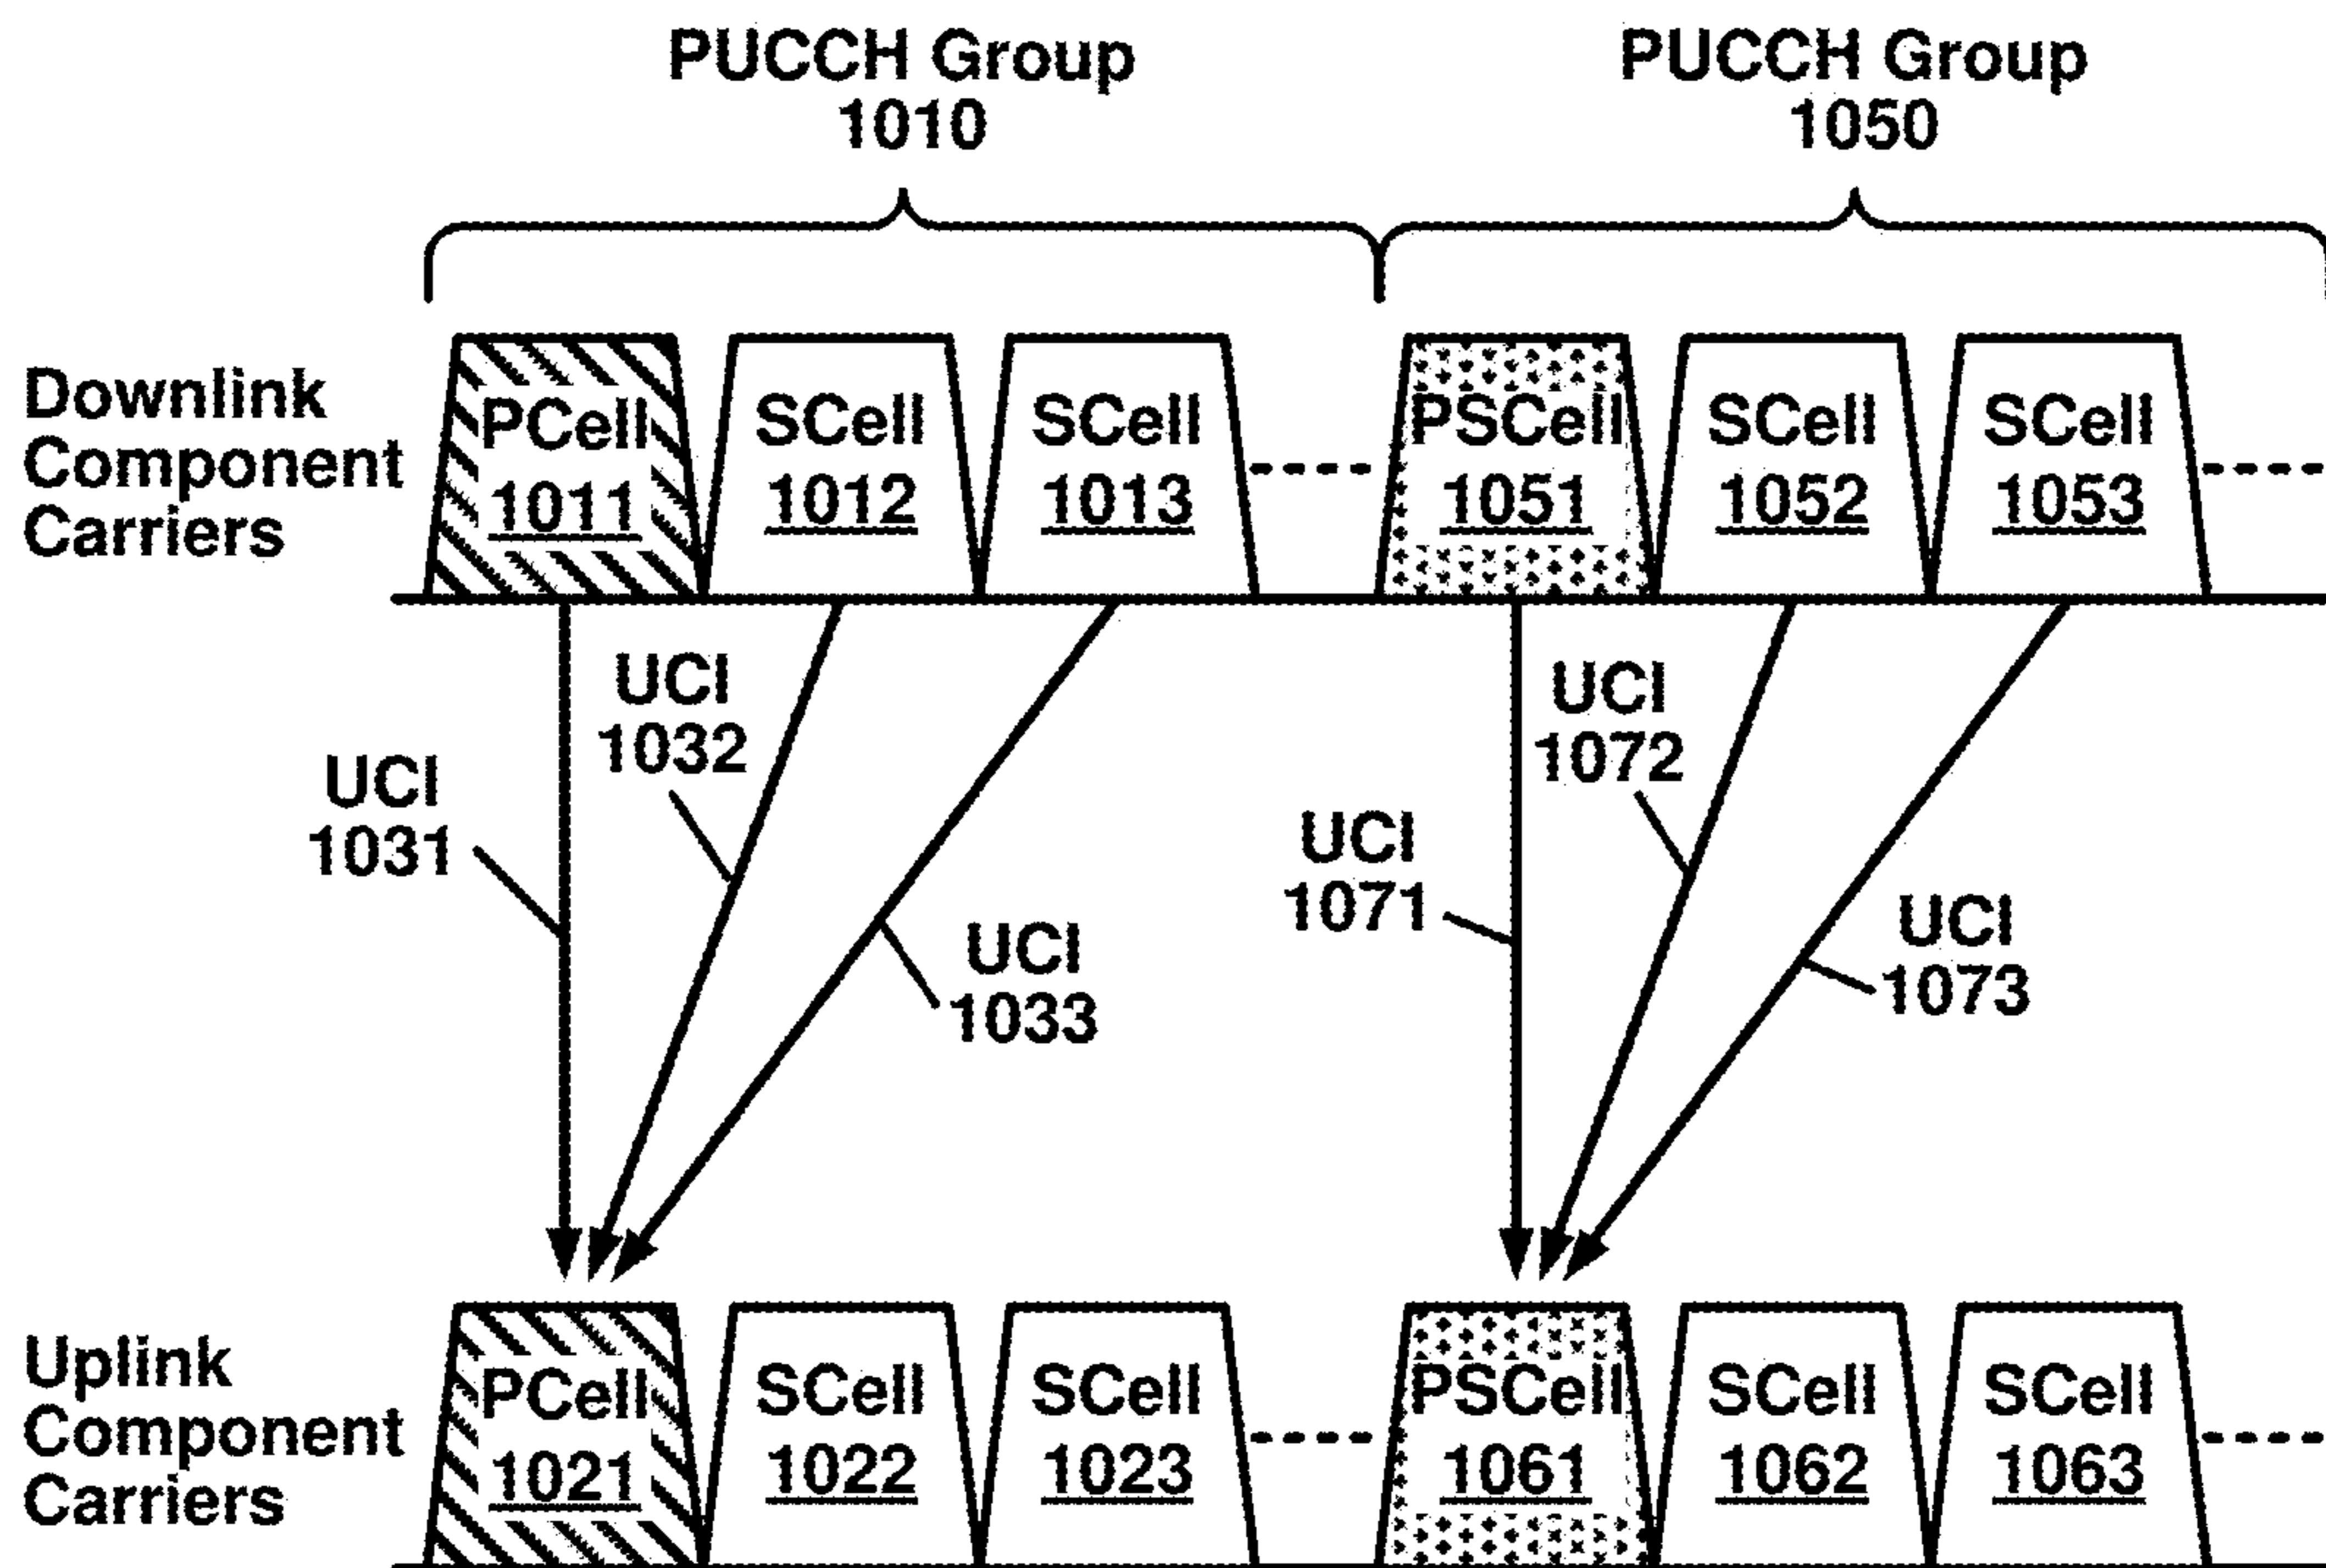 PUCCH Group
1010
PUCCH Group
1050
Downlink
Component
Carriers
PCell
1011
SCell
1012
SCell
1013
PSCell
1051
SCell
1052
SCell
1053
UCI
1031
UCI
1032
UCI
1033
UCI
1071
UCI
1072
UCI
1073
Uplink
Component
Carriers
PCell
1021
SCell
1022
SCell
1023
PSCell
1061
SCell
1062
SCell
1063